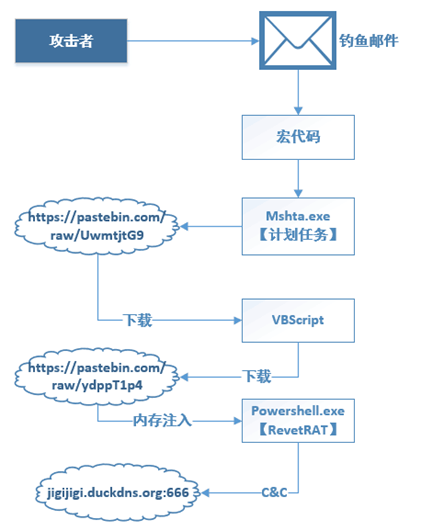 攻击者
钓鱼邮件
宏代码
Mshta.exe
【计划任务】
https://pastebin.com/
raw/UwmtjtG9
下载
VBScript
https://pastebin.com/
raw/ydppT1p4
下载
内存注入
Powershell.exe
【RevetRAT】
jigijigi.duckdns.org:666
C&C